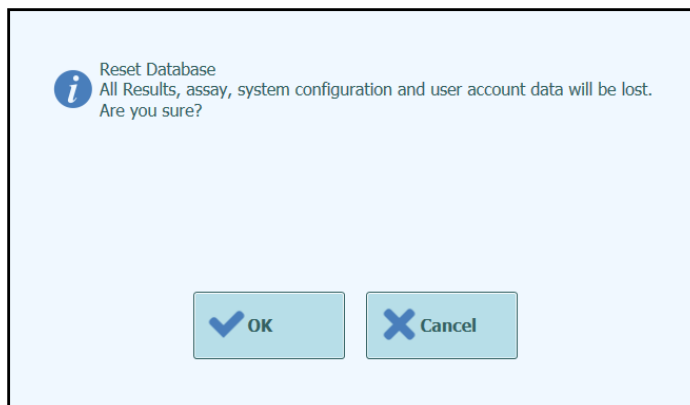 Reset Database
All Results, assay, system configuration and user account data will be lost.
Are you sure?
OK
Cancel